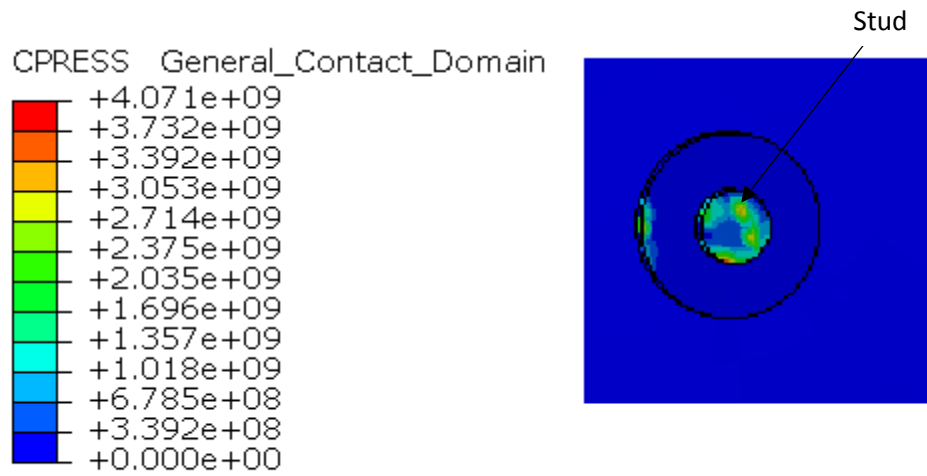 Stud
CPRESS General_Contact_Domain
+4.071e+09
+3.732e+09
+3.392e+09
+3.053e+09
+2.714e+09
+2.375e+09
+2.035e+09
+1.696e+09
+1.357e+09
+1.018e+09
+6.785e+08
+3.392e+08
+0.000e+00